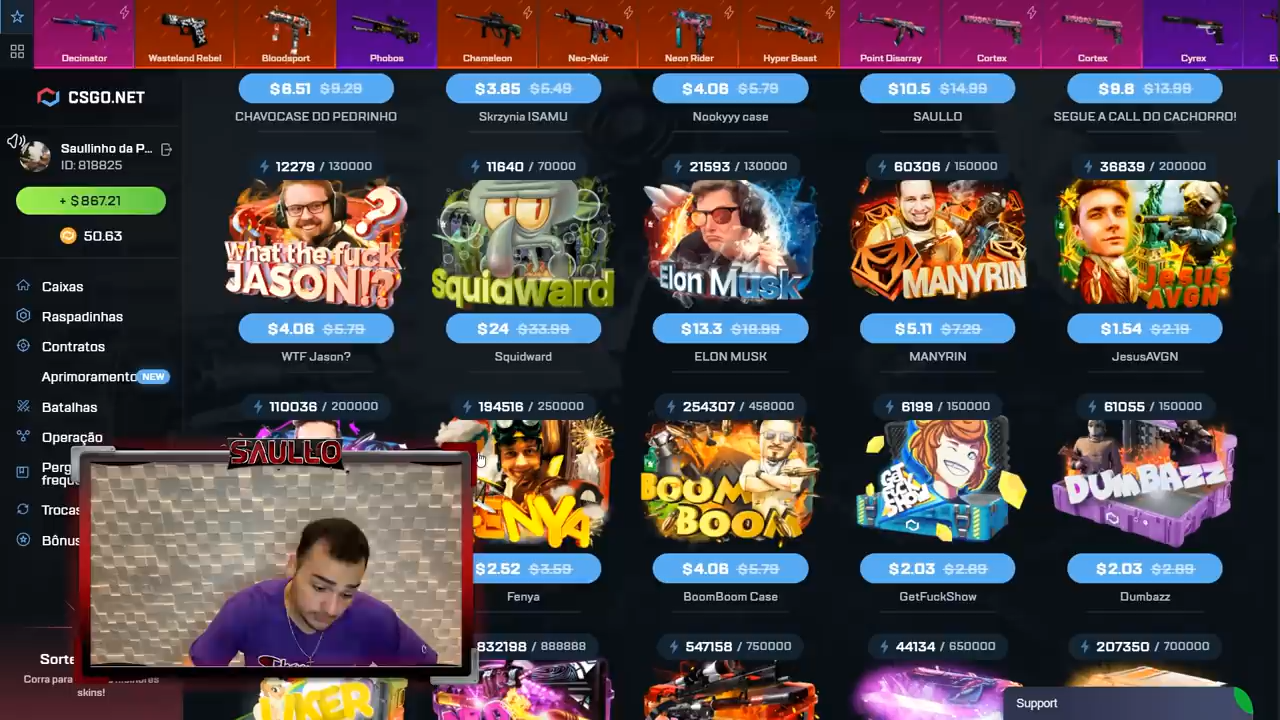 Decimator
Wasteland Rebel
Bloodsport
Phobos
Chameleon
Neo-Noir
Neon Rider
Hyper Beast
Point Disarray
Cortex
Cortex
Cyrex
CSGO.NET
Saullinho da P...
ID: 818825
+ $867.21
50.63
Caixas
Raspadinhas
Contratos
Aprimoramento NEW
Batalhas
Operação
Trocas
Bônus
$6.51 $9.29
CHAVOCASE DO PEDRINHO
$3.85 $5.49
Skrzynia ISAMU
$4.06 $5.79
Nookyyy case
$10.5 $14.99
SAULLO
$9.8 $13.99
SEGUE A CALL DO CACHORRO!
12279 / 130000
What the fuck
JASON!?
$4.06 $5.79
WTF Jason?
11640 / 70000
Squidward
$24 $33.99
Squidward
21593 / 130000
Elon Musk
$13.3 $18.99
ELON MUSK
60306 / 150000
MANYRIN
$5.11 $7.29
MANYRIN
36839 / 200000
JESUS
AVGN
$1.54 $2.19
JesusAVGN
110036 / 200000
194516 / 250000
$2.52 $3.59
Fenya
254307 / 458000
BOOM
BOOM
$4.06 $5.79
BoomBoom Case
6199 / 150000
GET
FUCK
SHOW
$2.03 $2.89
GetFuckShow
61055 / 150000
DUMBAZZ
$2.03 $2.89
Dumbazz
832198 / 888888
547158 / 750000
44134 / 650000
207350 / 700000
SAULLO
skins!
Support